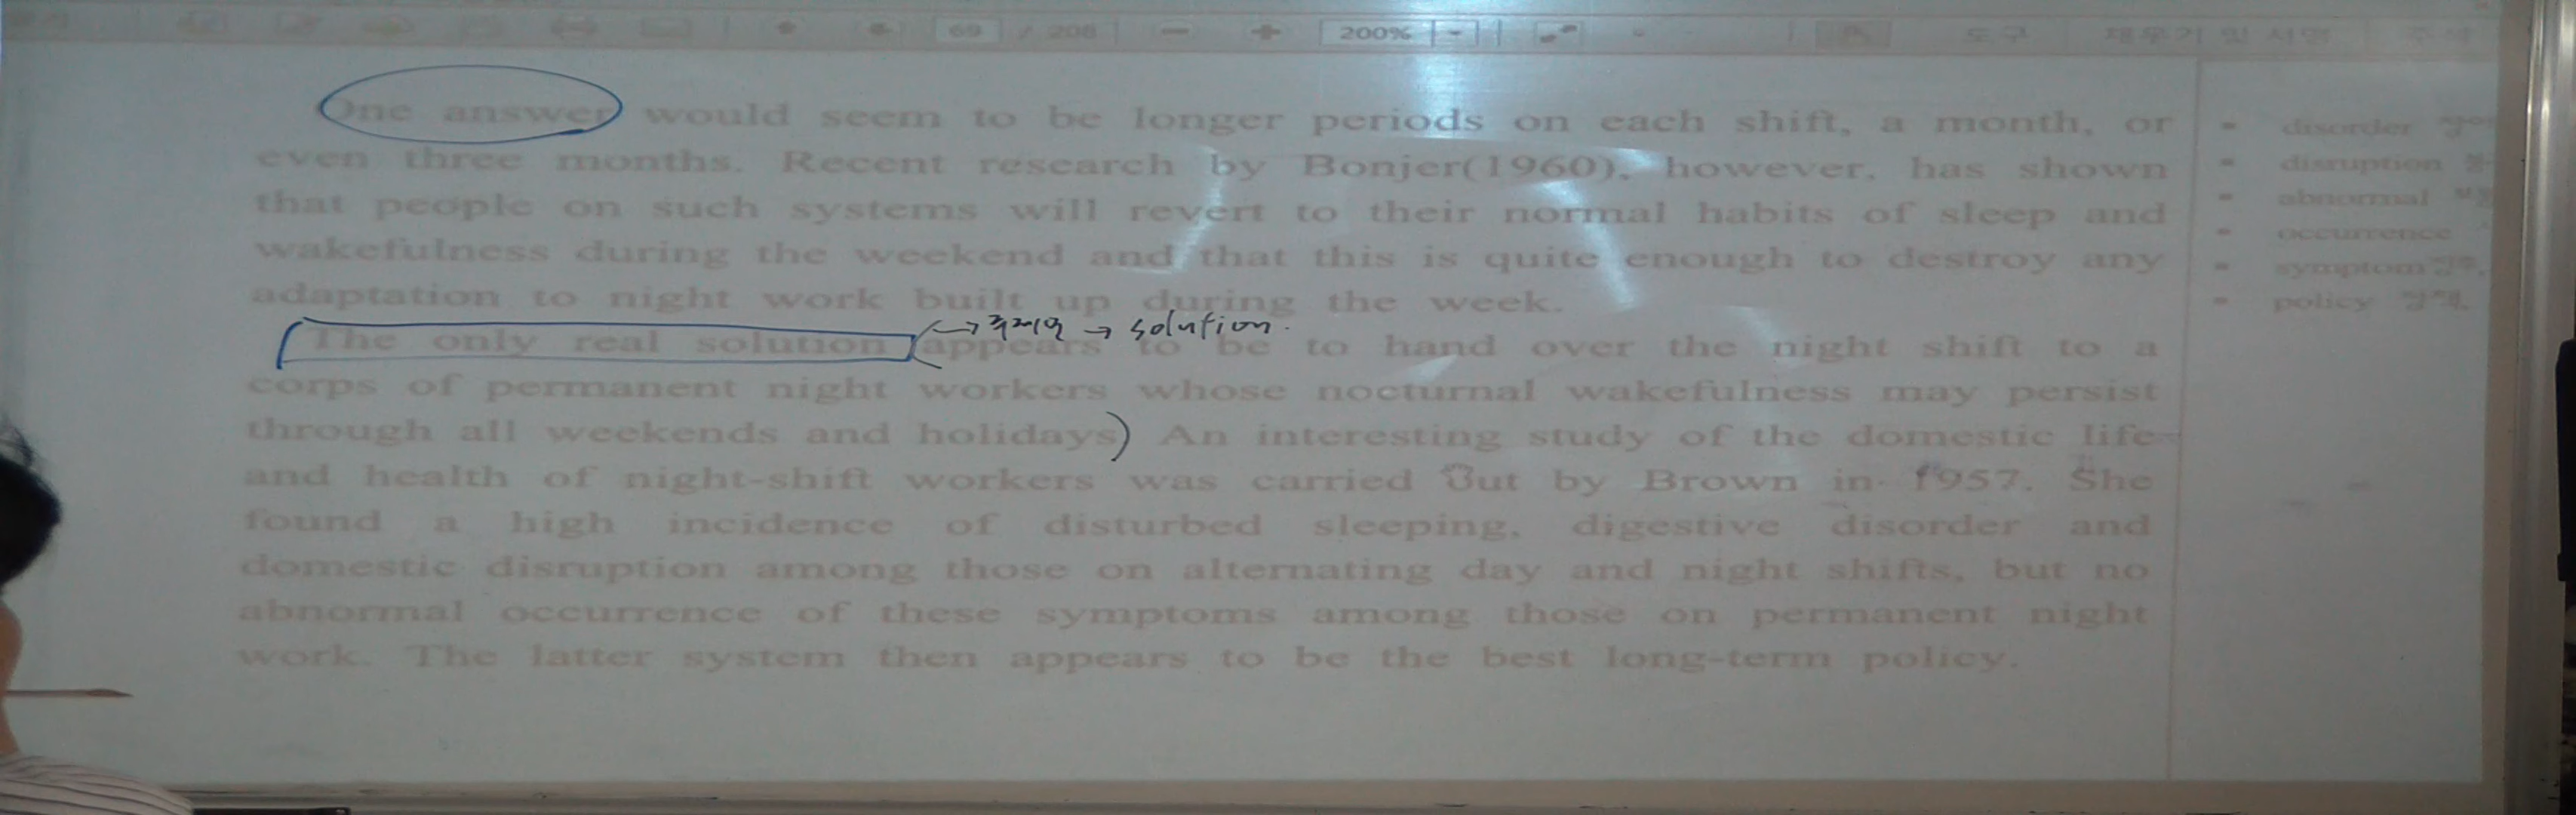 69 / 208
200%
One answer would seem to be longer periods on each shift, a month, or
even three months. Recent research by Bonjer(1960), however, has shown
that people on such systems will revert to their normal habits of sleep and
wakefulness during the weekend and that this is quite enough to destroy any
adaptation to night work built up during the week.
→ 주제문 → solution.
The only real solution appears to be to hand over the night shift to a
corps of permanent night workers whose nocturnal wakefulness may persist
through all weekends and holidays) An interesting study of the domestic life
and health of night-shift workers was carried out by Brown in 1957. She
found a high incidence of disturbed sleeping, digestive disorder and
domestic disruption among those on alternating day and night shifts, but no
abnormal occurrence of these symptoms among those on permanent night
work. The latter system then appears to be the best long-term policy.
disorder
disruption
abnormal
occurrence
symptom
policy 정책